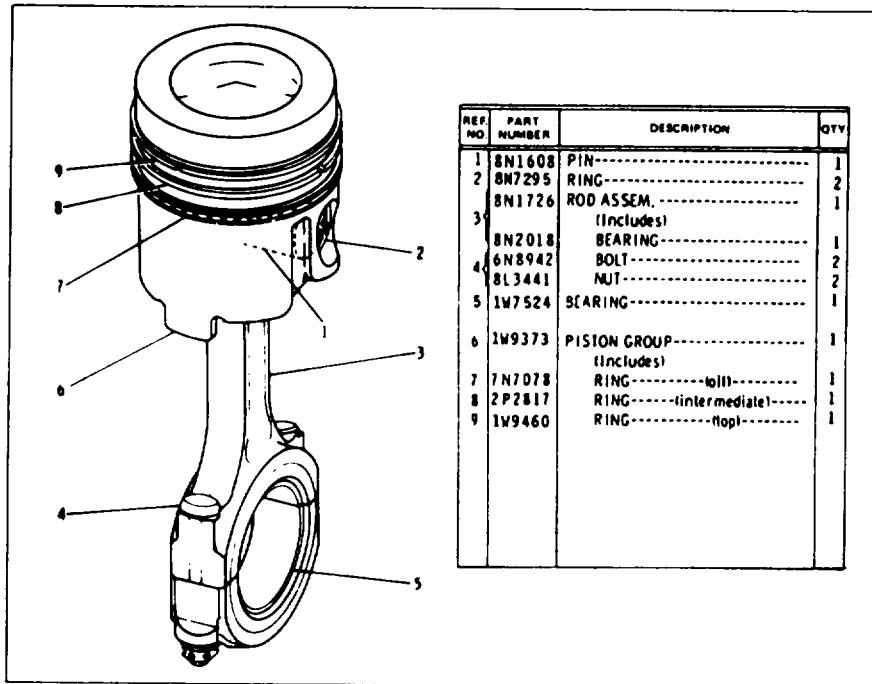 9
8
7
2
1
6
3
4
5
REF. NO. PART NUMBER DESCRIPTION QTY
1 8N1608 PIN 1
2 8M7295 RING 2
3 8N1726 ROD ASSEM. 1
(Includes)
8N2018 BEARING 1
4 6N8942 BOLT 2
8L3441 NUT 2
5 1W7524 BEARING 1
6 1W9373 PISTON GROUP 1
(Includes)
7 7N7078 RING (oil) 1
8 2P2817 RING (intermediate) 1
9 1W9460 RING (top) 1